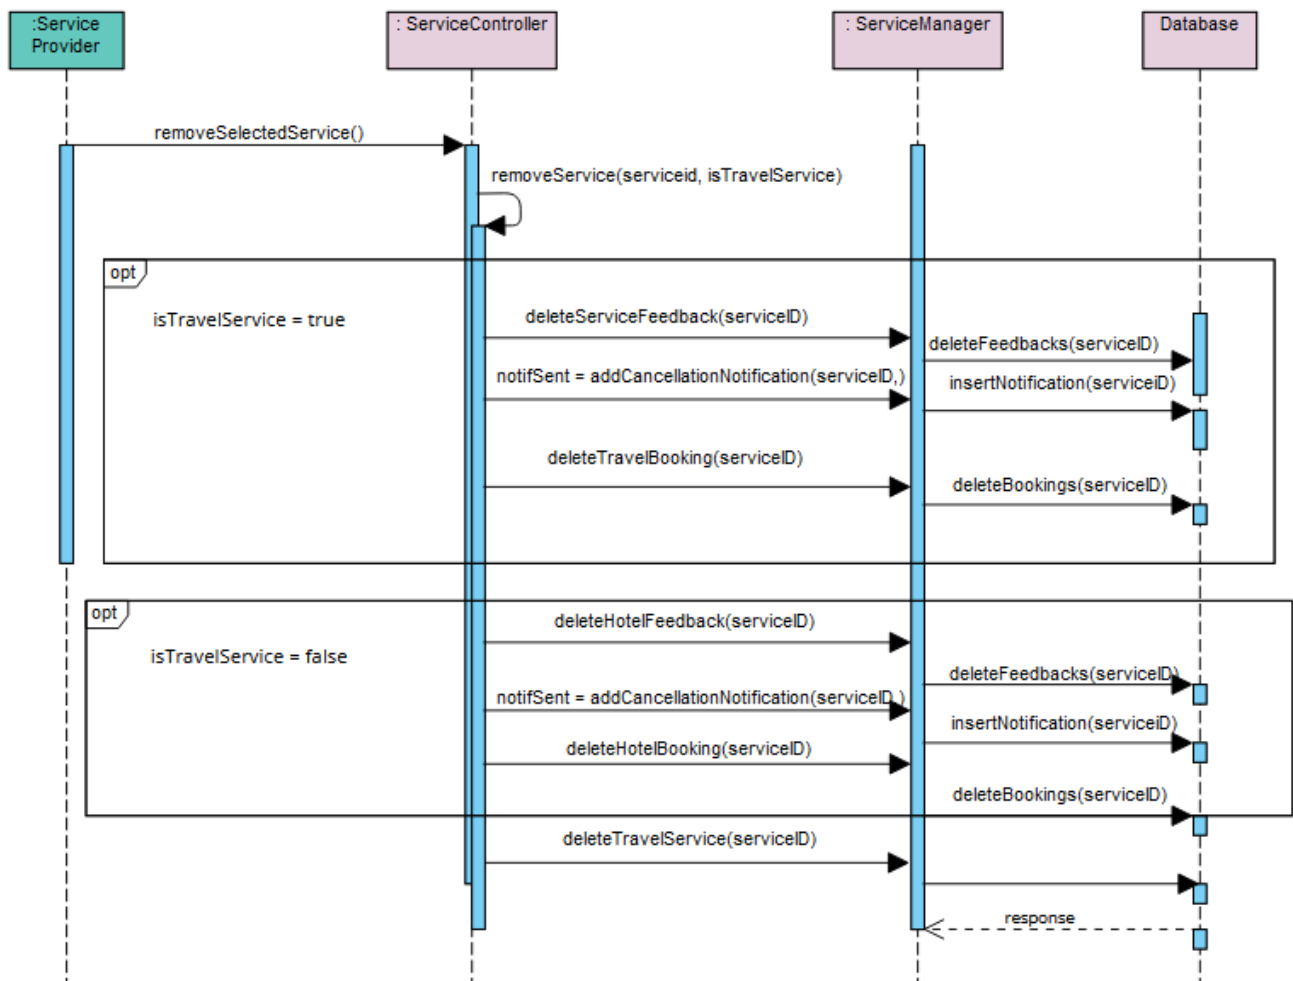 :Service
Provider
: ServiceController
: ServiceManager
Database
removeSelectedService()
removeService(serviceid, isTravelService)
opt
isTravelService = true
deleteServiceFeedback(serviceID)
deleteFeedbacks(serviceID)
notifSent = addCancellationNotification(serviceID,)
insertNotification(serviceiD)
deleteTravelBooking(serviceID)
deleteBookings(serviceID)
opt
isTravelService = false
deleteHotelFeedback(serviceID)
deleteFeedbacks(serviceID)
notifSent = addCancellationNotification(serviceID,)
insertNotification(serviceiD)
deleteHotelBooking(serviceID)
deleteBookings(serviceID)
deleteTravelService(serviceID)
response